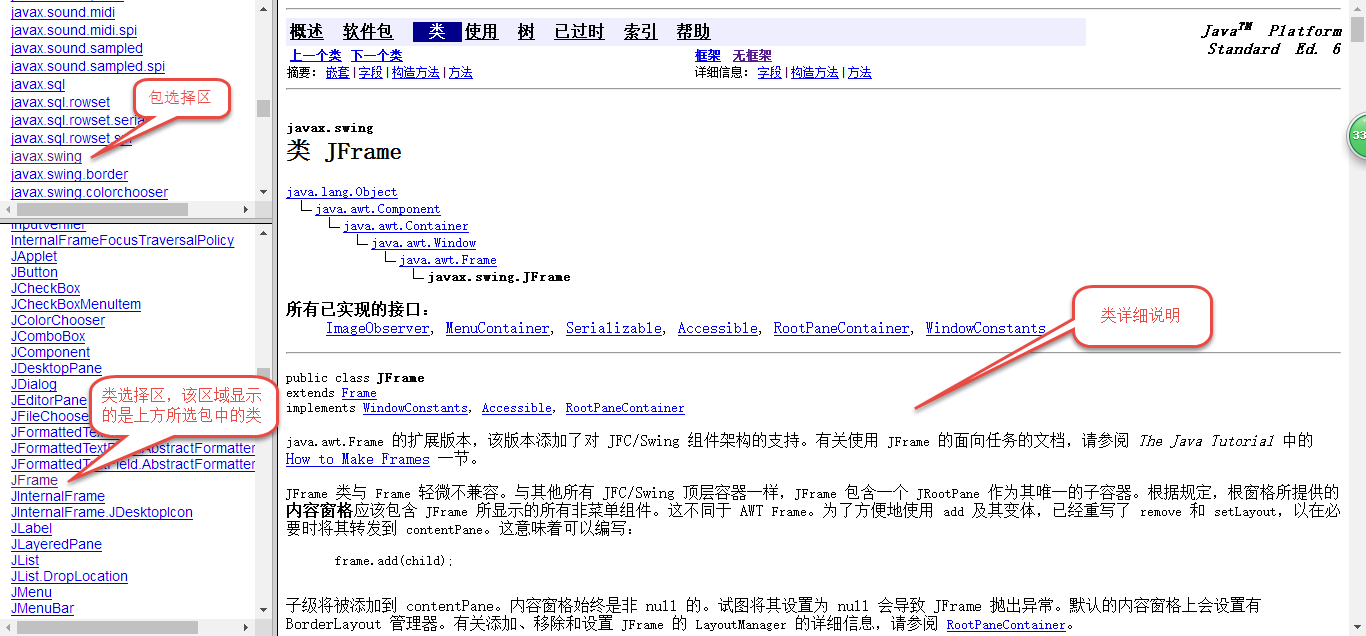 javax.sound.midi
javax.sound.midi.spi
javax.sound.sampled
javax.sound.sampled.spi
javax.sql
javax.sql.rowset
javax.sql.rowset.seria
javax.sql.rowset.s
javax.swing
javax.swing.border
javax.swing.colorchooser
包选择区
InputVerifier
InternalFrameFocusTraversalPolicy
JApplet
JButton
JCheckBox
JCheckBoxMenuItem
JColorChooser
JComboBox
JComponent
JDesktopPane
JDialog
JEditorPane
JFileChoose
JFormattedTe
JFormattedTextField.AbstractFormatter
JFormattedTextField.AbstractFormatter
JFrame
JInternalFrame
JInternalFrame.JDesktopIcon
JLabel
JLayeredPane
JList
JList.DropLocation
JMenu
JMenuBar
类选择区，该区域显示
的是上方所选包中的类
概述 软件包 类 使用 树 已过时 索引 帮助
Java™ Platform
Standard Ed. 6
上一个类 下一个类 框架 无框架
摘要： 嵌套 | 字段 | 构造方法 | 方法 详细信息： 字段 | 构造方法 | 方法
33
javax.swing
类 JFrame
java.lang.Object
java.awt.Component
java.awt.Container
java.awt.Window
java.awt.Frame
javax.swing.JFrame
所有已实现的接口：
ImageObserver, MenuContainer, Serializable, Accessible, RootPaneContainer, WindowConstants
类详细说明
public class JFrame
extends Frame
implements WindowConstants, Accessible, RootPaneContainer
java.awt.Frame 的扩展版本，该版本添加了对 JFC/Swing 组件架构的支持。有关使用 JFrame 的面向任务的文档，请参阅 The Java Tutorial 中的
How to Make Frames 一节。
JFrame 类与 Frame 轻微不兼容。与其他所有 JFC/Swing 顶层容器一样，JFrame 包含一个 JRootPane 作为其唯一的子容器。根据规定，根窗格所提供的
内容窗格应该包含 JFrame 所显示的所有非菜单组件。这不同于 AWT Frame。为了方便地使用 add 及其变体，已经重写了 remove 和 setLayout，以在必
要时将其转发到 contentPane。这意味着可以编写：
frame.add(child);
子级将被添加到 contentPane。内容窗格始终是非 null 的。试图将其设置为 null 会导致 JFrame 抛出异常。默认的内容窗格上会设置有
BorderLayout 管理器。有关添加、移除和设置 JFrame 的 LayoutManager 的详细信息，请参阅 RootPaneContainer。